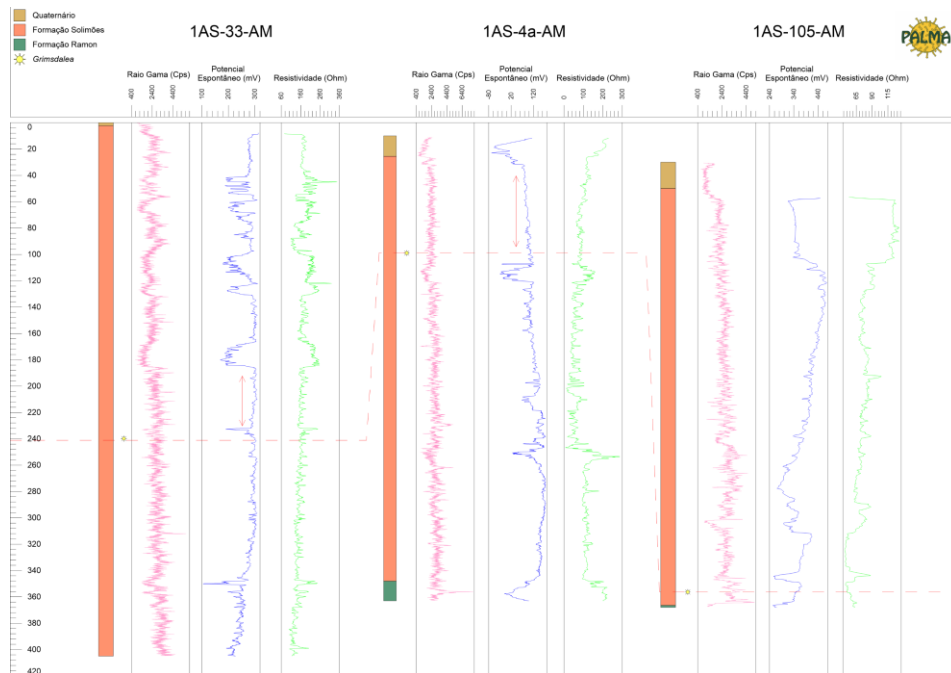 Quaternário
Formação Solimões
Formação Ramon
Grimsdalea
1AS-33-AM
1AS-4a-AM
1AS-105-AM
PALMA
Raio Gama (Cps)
Potencial
Espontâneo (mV)
Resistividade (Ohm)
Raio Gama (Cps)
Potencial
Espontâneo (mV)
Resistividade (Ohm)
Raio Gama (Cps)
Potencial
Espontâneo (mV)
Resistividade (Ohm)
400 2400 4400
100 200 300
60 160 260 360
400 2400 4400 6400
-80 20 120
0 100 200 300
400 2400 4400
240 340 440
65 90 115
0
20
40
60
80
100
120
140
160
180
200
220
240
260
280
300
320
340
360
380
400
420